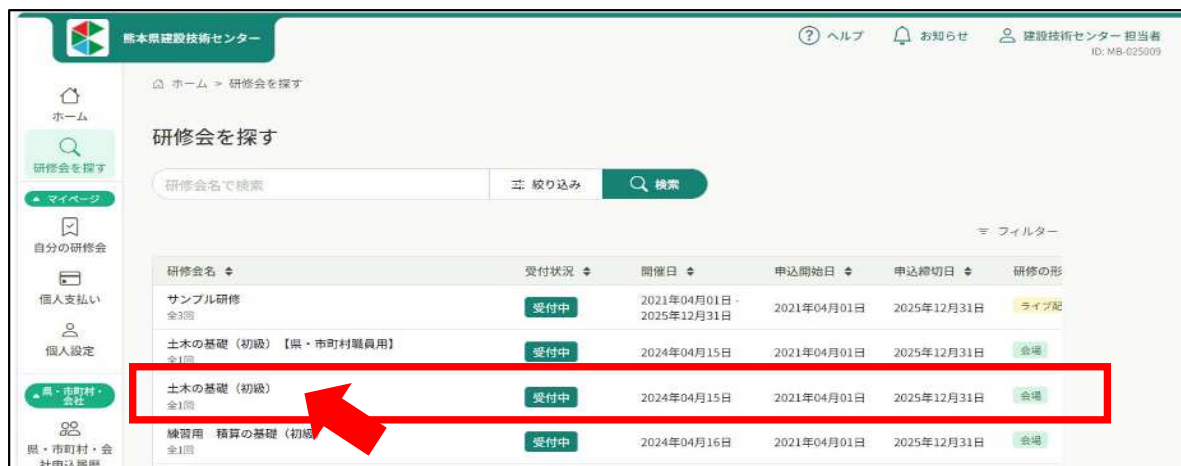 熊本県建設技術センター
ヘルプ
お知らせ
建設技術センター 担当者
ID: MB-025009
ホーム > 研修会を探す
ホーム
研修会を探す
研修会を探す
研修会名で検索
絞り込み
検索
マイページ
自分の研修会
フィルター
研修会名 受付状況 開催日 申込開始日 申込締切日 研修の形
個人支払い
サンプル研修 受付中 2021年04月01日 - 2021年04月01日 2025年12月31日 ライブ配
全3回 2025年12月31日
個人設定
土木の基礎（初級）【県・市町村職員用】 受付中 2024年04月15日 2021年04月01日 2025年12月31日 会場
全1回
県・市町村・
会社
土木の基礎（初級） 受付中 2024年04月15日 2021年04月01日 2025年12月31日 会場
全1回
練習用 積算の基礎（初級 受付中 2024年04月16日 2021年04月01日 2025年12月31日 会場
全1回
県・市町村・会
社申込履歴